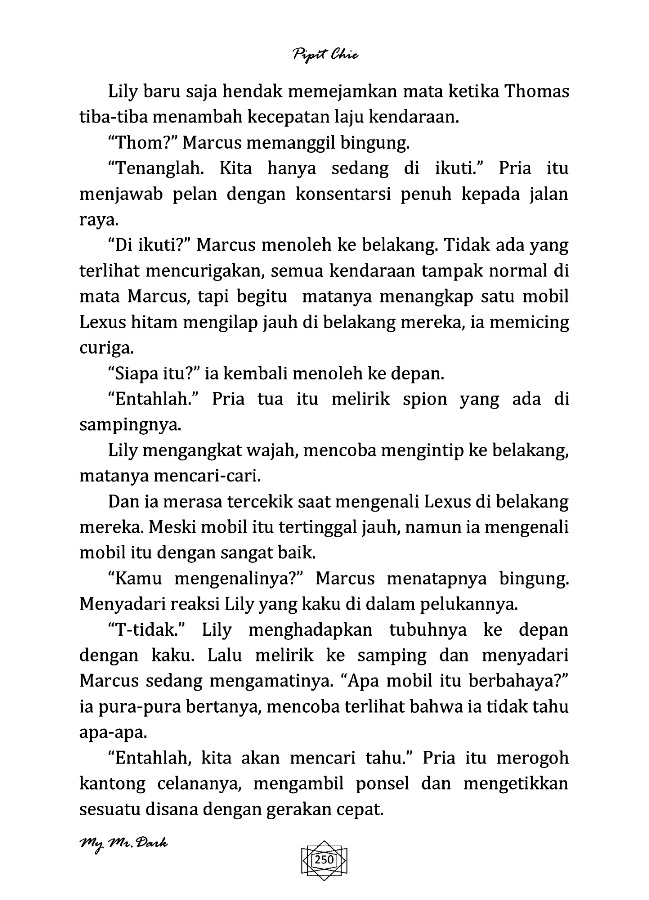 Pipit Chie
Lily baru saja hendak memejamkan mata ketika Thomas
tiba-tiba menambah kecepatan laju kendaraan.
“Thom?” Marcus memanggil bingung.
“Tenanglah. Kita hanya sedang di ikuti.” Pria itu
menjawab pelan dengan konsentarsi penuh kepada jalan
raya.
“Di ikuti?” Marcus menoleh ke belakang. Tidak ada yang
terlihat mencurigakan, semua kendaraan tampak normal di
mata Marcus, tapi begitu matanya menangkap satu mobil
Lexus hitam mengilap jauh di belakang mereka, ia memicing
curiga.
“Siapa itu?” ia kembali menoleh ke depan.
“Entahlah.” Pria tua itu melirik spion yang ada di
sampingnya.
Lily mengangkat wajah, mencoba mengintip ke belakang,
matanya mencari-cari.
Dan ia merasa tercekik saat mengenali Lexus di belakang
mereka. Meski mobil itu tertinggal jauh, namun ia mengenali
mobil itu dengan sangat baik.
“Kamu mengenalinya?” Marcus menatapnya bingung.
Menyadari reaksi Lily yang kaku di dalam pelukannya.
“T-tidak.” Lily menghadapkan tubuhnya ke depan
dengan kaku. Lalu melirik ke samping dan menyadari
Marcus sedang mengamatinya. “Apa mobil itu berbahaya?”
ia pura-pura bertanya, mencoba terlihat bahwa ia tidak tahu
apa-apa.
“Entahlah, kita akan mencari tahu.” Pria itu merogoh
kantong celananya, mengambil ponsel dan mengetikkan
sesuatu disana dengan gerakan cepat.
My Mr. Dark
250